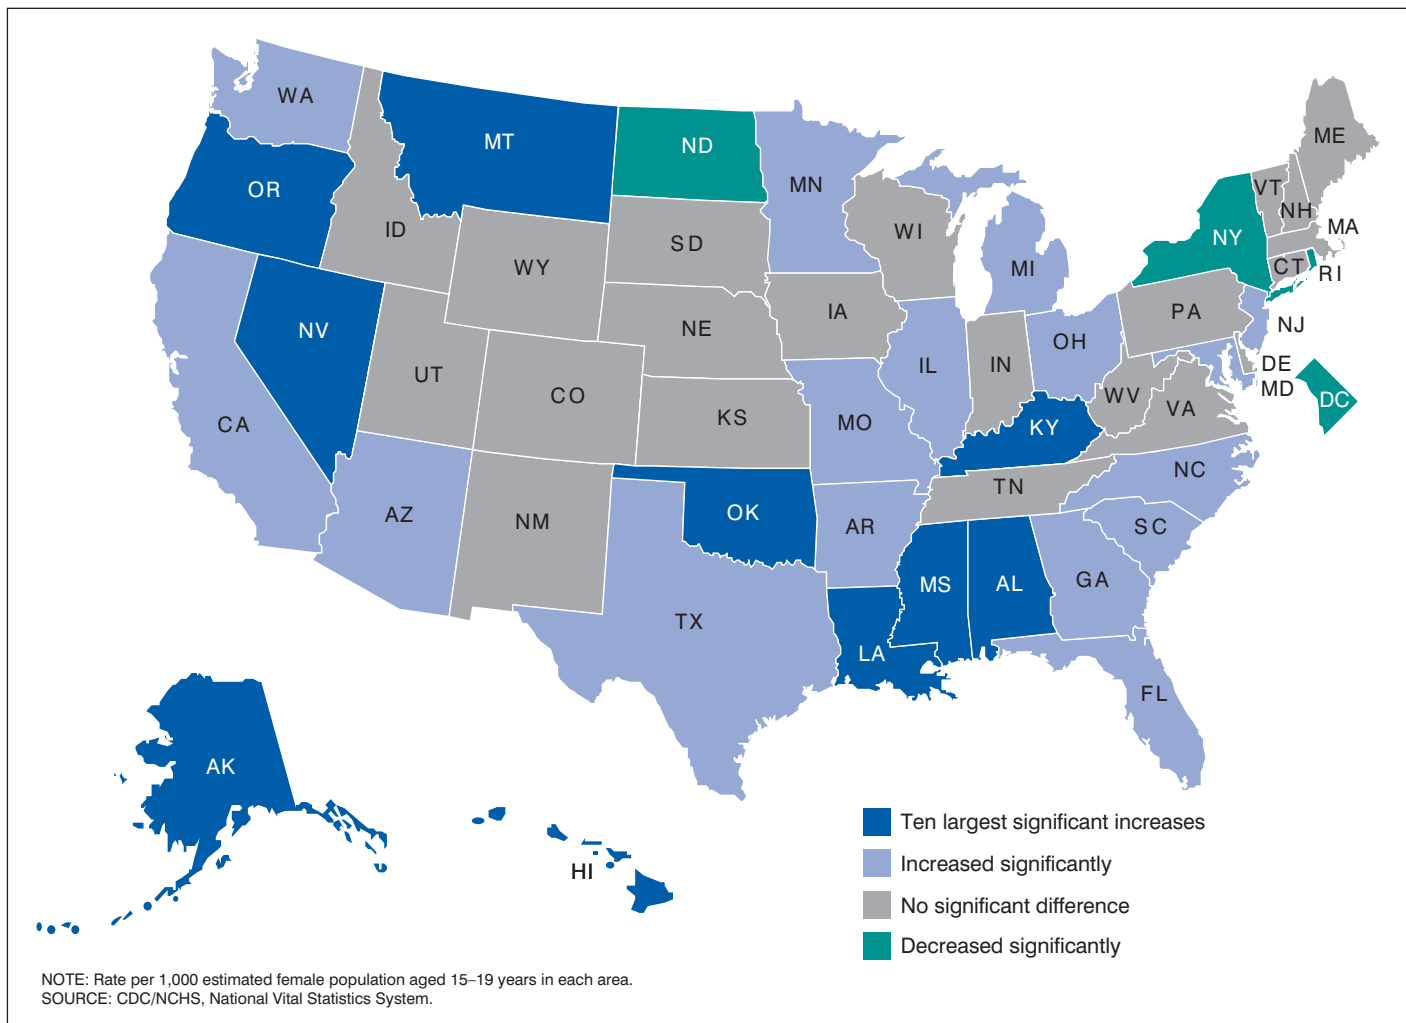 WA
MT
ND
MN
ME
OR
ID
WY
SD
WI
MI
VT
NH
NY
MA
CT
RI
NV
UT
CO
NE
IA
IL
IN
OH
PA
NJ
DE
MD
DC
CA
KS
MO
KY
WV
VA
AZ
NM
OK
AR
TN
NC
SC
TX
LA
MS
AL
GA
FL
AK
HI
Ten largest significant increases
Increased significantly
No significant difference
Decreased significantly
NOTE: Rate per 1,000 estimated female population aged 15–19 years in each area.
SOURCE: CDC/NCHS, National Vital Statistics System.